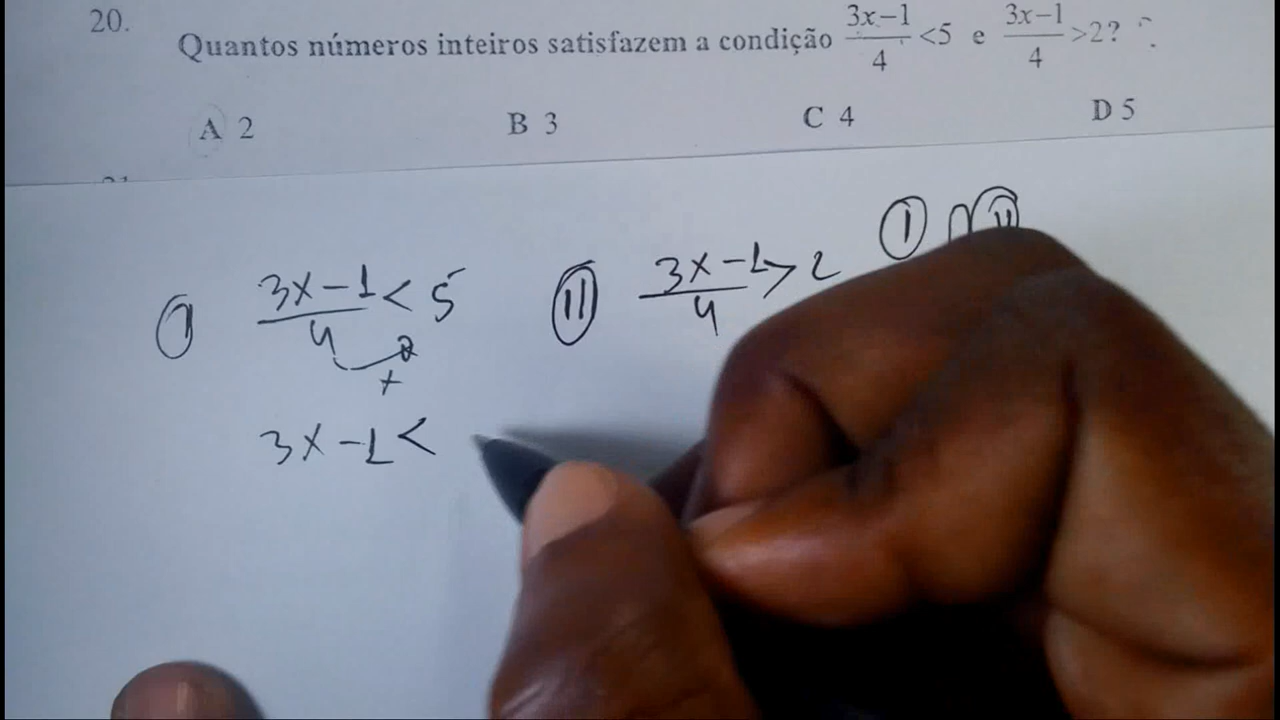 20.
Quantos números inteiros satisfazem a condição (3x−1)/4 <5 e (3x−1)/4 >2?
A 2 B 3 C 4 D 5
Ⓘ (3x−1)/4 < 5 Ⓘⓘ (3x−1)/4 > 2 Ⓘ ∩ Ⓘⓘ
+
3x−1 <